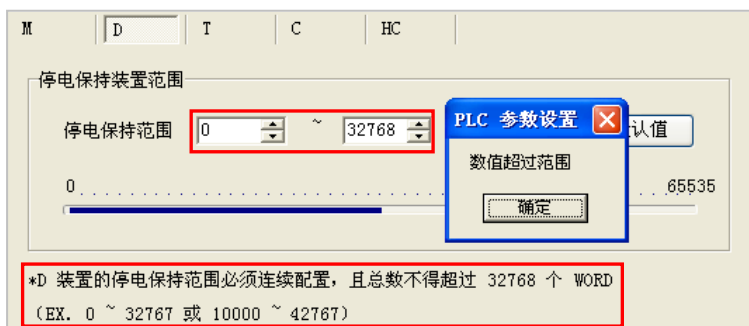 M D T C HC
停电保持装置范围
停电保持范围 0 ~ 32768 认值
PLC 参数设置
数值超过范围
确定
0 65535
*D 装置的停电保持范围必须连续配置，且总数不得超过 32768 个 WORD
（EX. 0 ~ 32767 或 10000 ~ 42767）